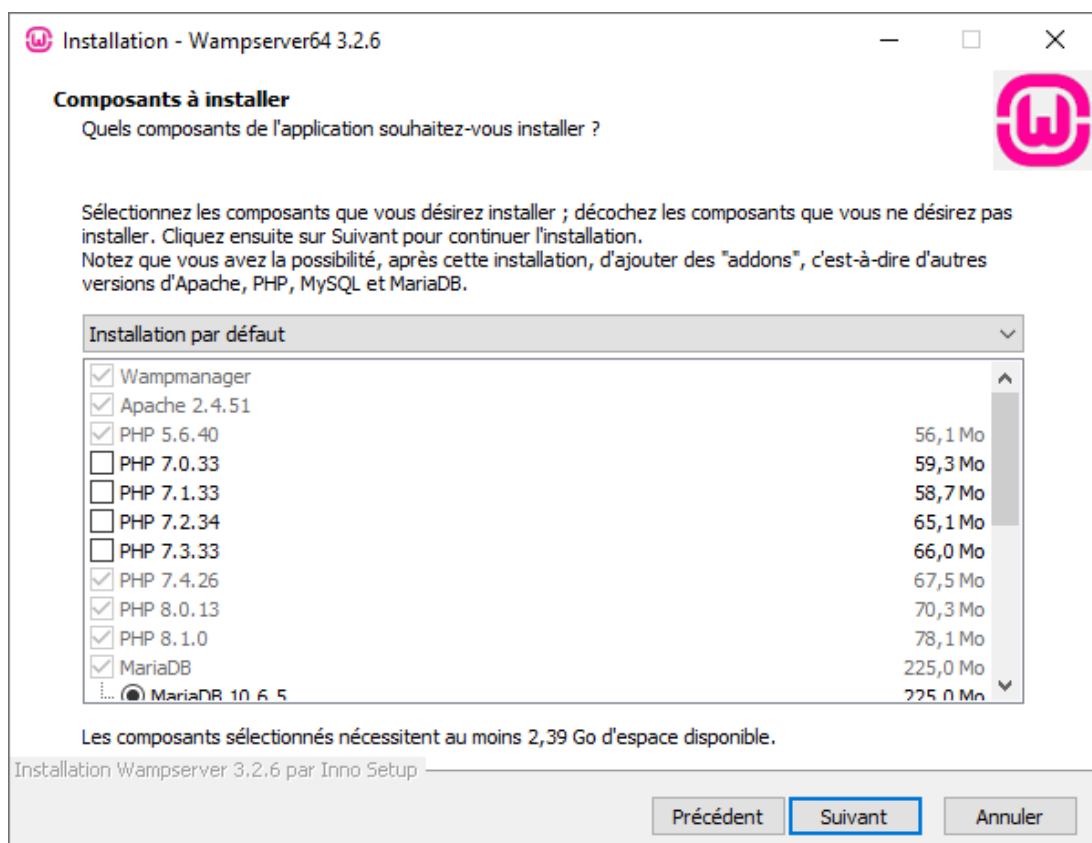 Installation - Wampserver64 3.2.6
Composants à installer
Quels composants de l'application souhaitez-vous installer ?
Sélectionnez les composants que vous désirez installer ; décochez les composants que vous ne désirez pas
installer. Cliquez ensuite sur Suivant pour continuer l'installation.
Notez que vous avez la possibilité, après cette installation, d'ajouter des "addons", c'est-à-dire d'autres
versions d'Apache, PHP, MySQL et MariaDB.
Installation par défaut
Wampmanager
Apache 2.4.51
PHP 5.6.40 56,1 Mo
PHP 7.0.33 59,3 Mo
PHP 7.1.33 58,7 Mo
PHP 7.2.34 65,1 Mo
PHP 7.3.33 66,0 Mo
PHP 7.4.26 67,5 Mo
PHP 8.0.13 70,3 Mo
PHP 8.1.0 78,1 Mo
MariaDB 225,0 Mo
MariaDB 10.6.5 225,0 Mo
Les composants sélectionnés nécessitent au moins 2,39 Go d'espace disponible.
Installation Wampserver 3.2.6 par Inno Setup
Précédent Suivant Annuler